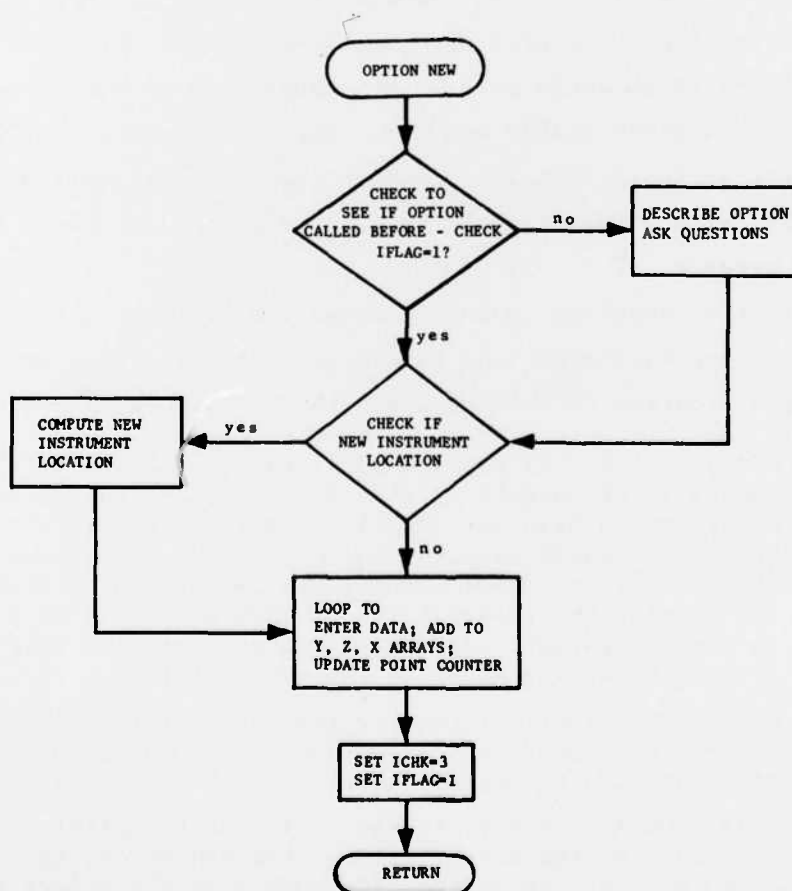 OPTION NEW
CHECK TO
SEE IF OPTION
CALLED BEFORE - CHECK
IFLAG=1?
no
DESCRIBE OPTION
ASK QUESTIONS
yes
CHECK IF
NEW INSTRUMENT
LOCATION
yes
COMPUTE NEW
INSTRUMENT
LOCATION
no
LOOP TO
ENTER DATA; ADD TO
Y, Z, X ARRAYS;
UPDATE POINT COUNTER
SET ICHK=3
SET IFLAG=1
RETURN